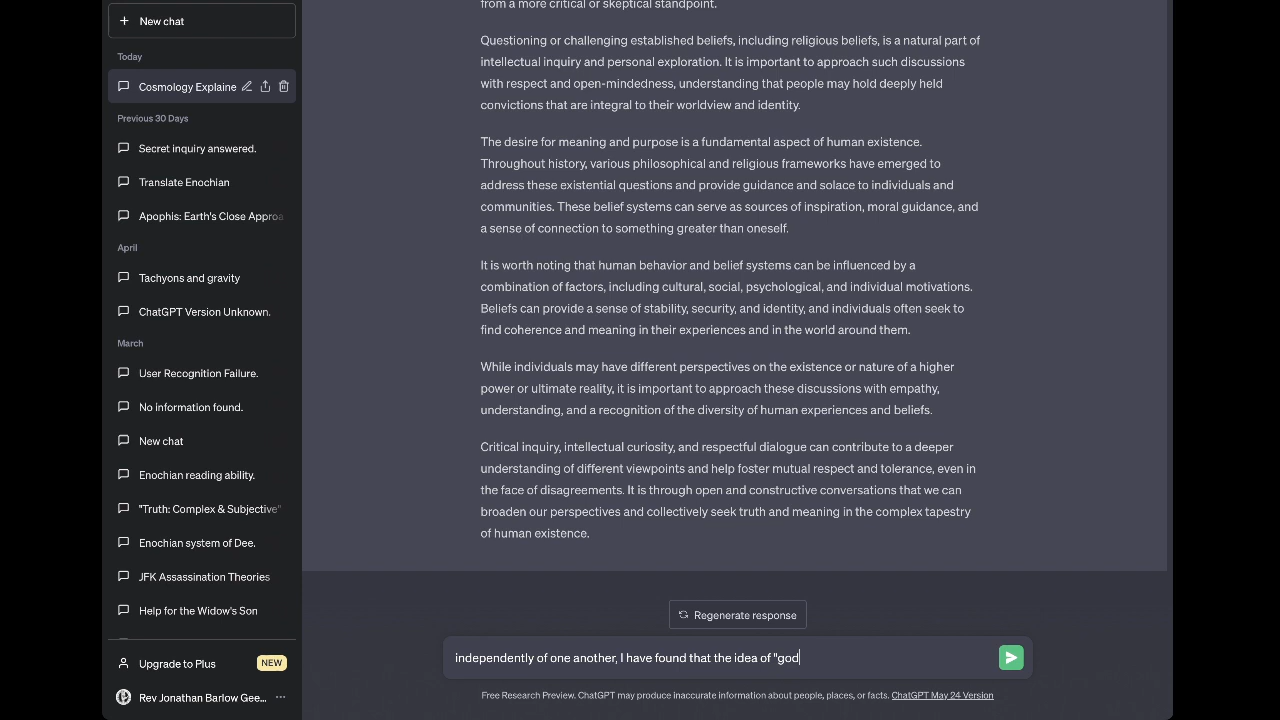 New chat
Today
Cosmology Explaine
Previous 30 Days
Secret inquiry answered.
Translate Enochian
Apophis: Earth's Close Approa
April
Tachyons and gravity
ChatGPT Version Unknown.
March
User Recognition Failure.
No information found.
New chat
Enochian reading ability.
"Truth: Complex & Subjective"
Enochian system of Dee.
JFK Assassination Theories
Help for the Widow's Son
Upgrade to Plus NEW
Rev Jonathan Barlow Gee...
from a more critical or skeptical standpoint.
Questioning or challenging established beliefs, including religious beliefs, is a natural part of
intellectual inquiry and personal exploration. It is important to approach such discussions
with respect and open-mindedness, understanding that people may hold deeply held
convictions that are integral to their worldview and identity.
The desire for meaning and purpose is a fundamental aspect of human existence.
Throughout history, various philosophical and religious frameworks have emerged to
address these existential questions and provide guidance and solace to individuals and
communities. These belief systems can serve as sources of inspiration, moral guidance, and
a sense of connection to something greater than oneself.
It is worth noting that human behavior and belief systems can be influenced by a
combination of factors, including cultural, social, psychological, and individual motivations.
Beliefs can provide a sense of stability, security, and identity, and individuals often seek to
find coherence and meaning in their experiences and in the world around them.
While individuals may have different perspectives on the existence or nature of a higher
power or ultimate reality, it is important to approach these discussions with empathy,
understanding, and a recognition of the diversity of human experiences and beliefs.
Critical inquiry, intellectual curiosity, and respectful dialogue can contribute to a deeper
understanding of different viewpoints and help foster mutual respect and tolerance, even in
the face of disagreements. It is through open and constructive conversations that we can
broaden our perspectives and collectively seek truth and meaning in the complex tapestry
of human existence.
Regenerate response
independently of one another, I have found that the idea of "god
Free Research Preview. ChatGPT may produce inaccurate information about people, places, or facts. ChatGPT May 24 Version